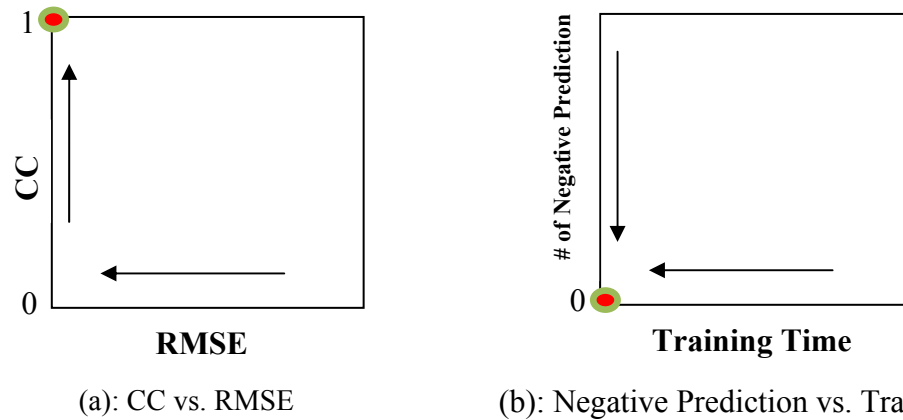 1
CC
0
RMSE
(a): CC vs. RMSE
# of Negative Prediction
0
Training Time
(b): Negative Prediction vs. Tra